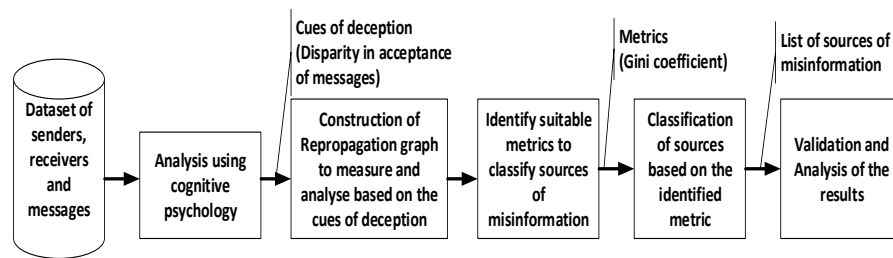 Dataset of
senders,
receivers
and
messages
Analysis using
cognitive
psychology
Cues of deception
(Disparity in acceptance
of messages)
Construction of
Repropagation graph
to measure and
analyse based on the
cues of deception
Identify suitable
metrics to
classify sources
of
misinformation
Metrics
(Gini coefficient)
Classification
of sources
based on the
identified
metric
List of sources of
misinformation
Validation and
Analysis of the
results